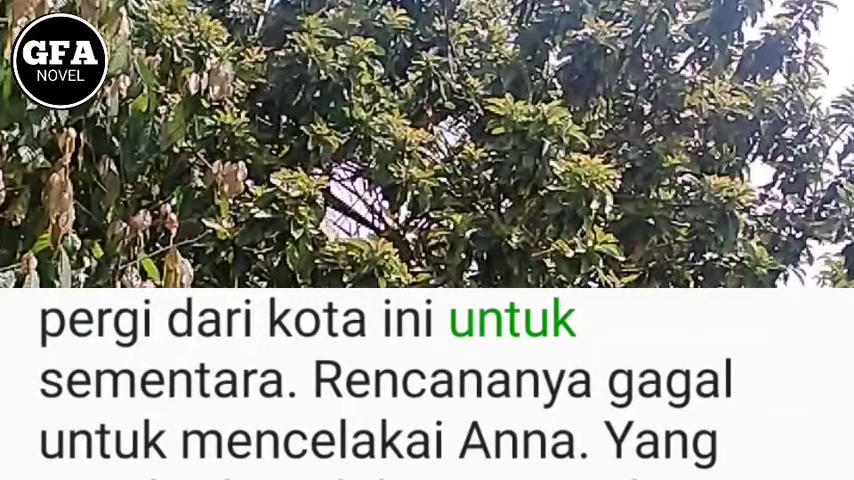 GFA
NOVEL
pergi dari kota ini untuk
sementara. Rencananya gagal
untuk mencelakai Anna. Yang